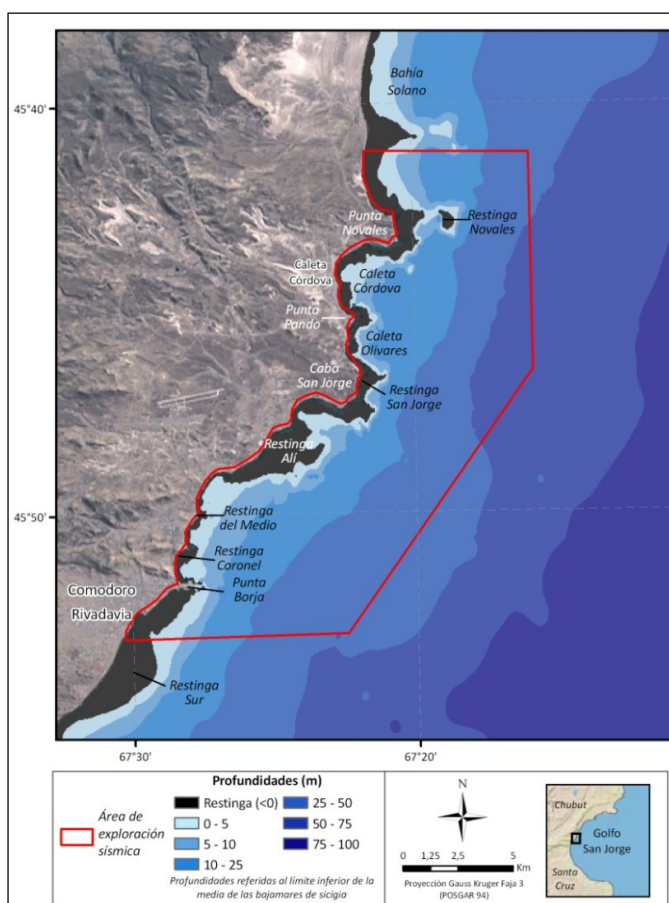 Bahía
Solano
45°40'
Punta
Novales
Restinga
Novales
Caleta
Córdova
Caleta
Córdova
Punta
Pando
Caleta
Olivares
Cabo
San Jorge
Restinga
San Jorge
Restinga
Alí
45°50'
Restinga
del Medio
Restinga
Coronel
Punta
Borja
Comodoro
Rivadavia
Restinga
Sur
67°30'
67°20'
Profundidades (m)
Área de
exploración
sísmica
Restinga (<0)
0 - 5
5 - 10
10 - 25
25 - 50
50 - 75
75 - 100
Profundidades referidas al límite inferior de la
media de las bajamares de sicigia
N
0 1,25 2,5 5
Km
Proyección Gauss Kruger Faja 3
(POSGAR 94)
Chubut
Golfo
San Jorge
Santa
Cruz